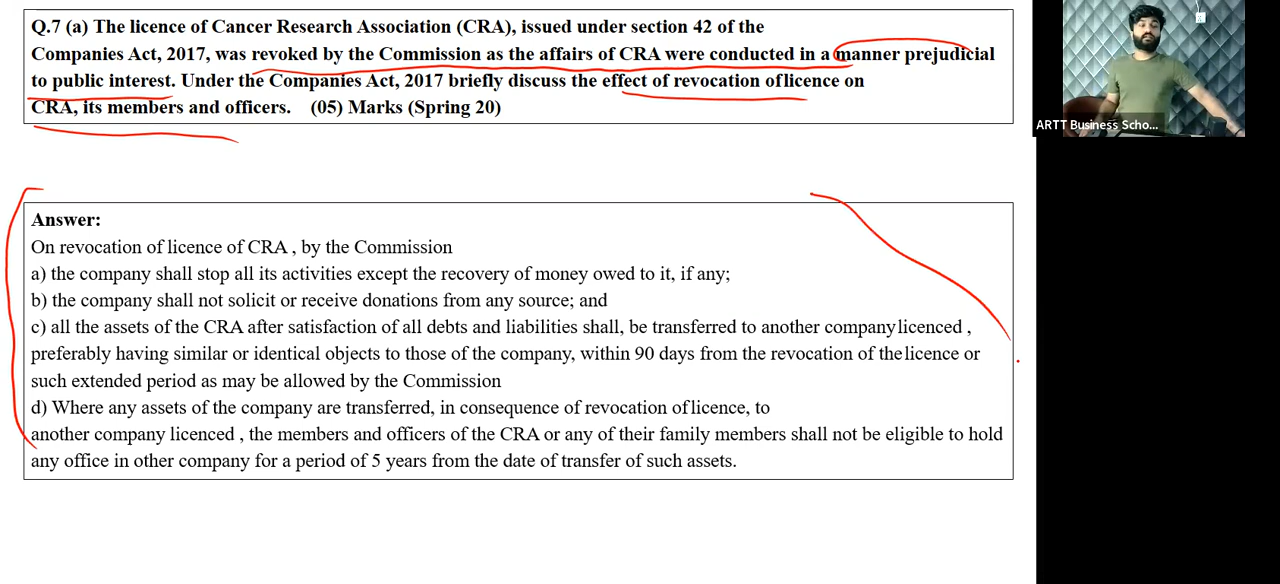 Q.7 (a) The licence of Cancer Research Association (CRA), issued under section 42 of the
Companies Act, 2017, was revoked by the Commission as the affairs of CRA were conducted in a manner prejudicial
to public interest. Under the Companies Act, 2017 briefly discuss the effect of revocation of licence on
CRA, its members and officers. (05) Marks (Spring 20)
ARTT Business Scho...
Answer:
On revocation of licence of CRA , by the Commission
a) the company shall stop all its activities except the recovery of money owed to it, if any;
b) the company shall not solicit or receive donations from any source; and
c) all the assets of the CRA after satisfaction of all debts and liabilities shall, be transferred to another company licenced ,
preferably having similar or identical objects to those of the company, within 90 days from the revocation of the licence or
such extended period as may be allowed by the Commission
d) Where any assets of the company are transferred, in consequence of revocation of licence, to
another company licenced , the members and officers of the CRA or any of their family members shall not be eligible to hold
any office in other company for a period of 5 years from the date of transfer of such assets.